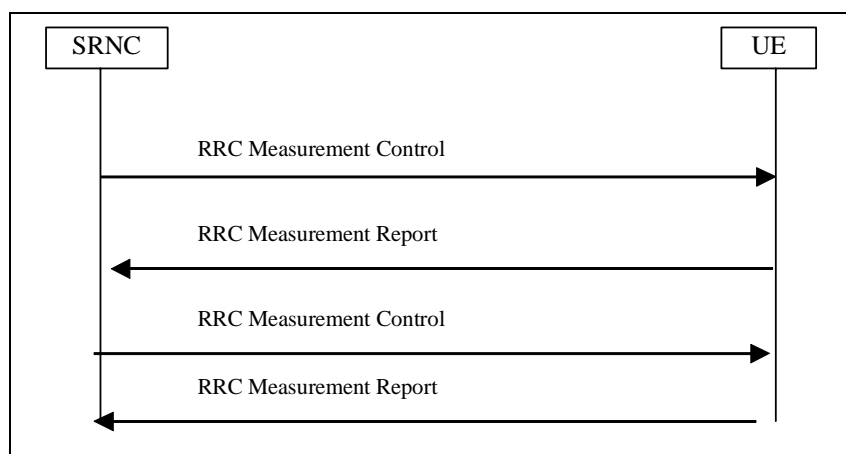 SRNC
UE
RRC Measurement Control
RRC Measurement Report
RRC Measurement Control
RRC Measurement Report